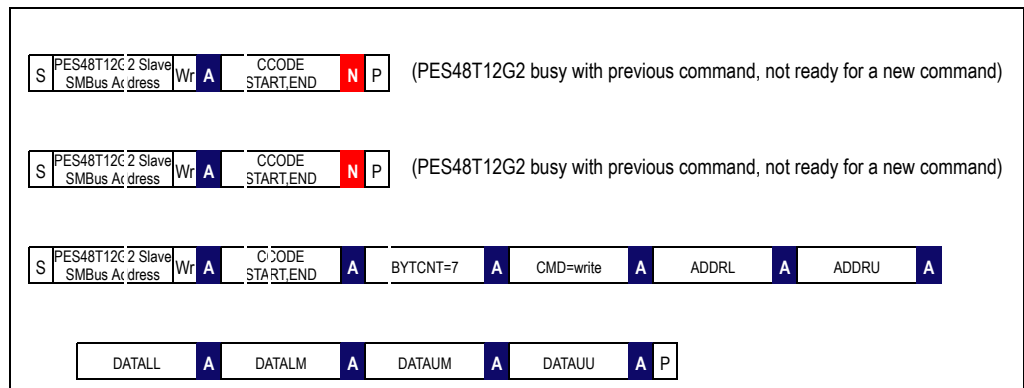 S PES48T12G2 Slave SMBus Address Wr A CCODE START,END N P (PES48T12G2 busy with previous command, not ready for a new command)
S PES48T12G2 Slave SMBus Address Wr A CCODE START,END N P (PES48T12G2 busy with previous command, not ready for a new command)
S PES48T12G2 Slave SMBus Address Wr A CCODE START,END A BYTCNT=7 A CMD=write A ADDRL A ADDRU A
DATALL A DATALM A DATAUM A DATAUU A P